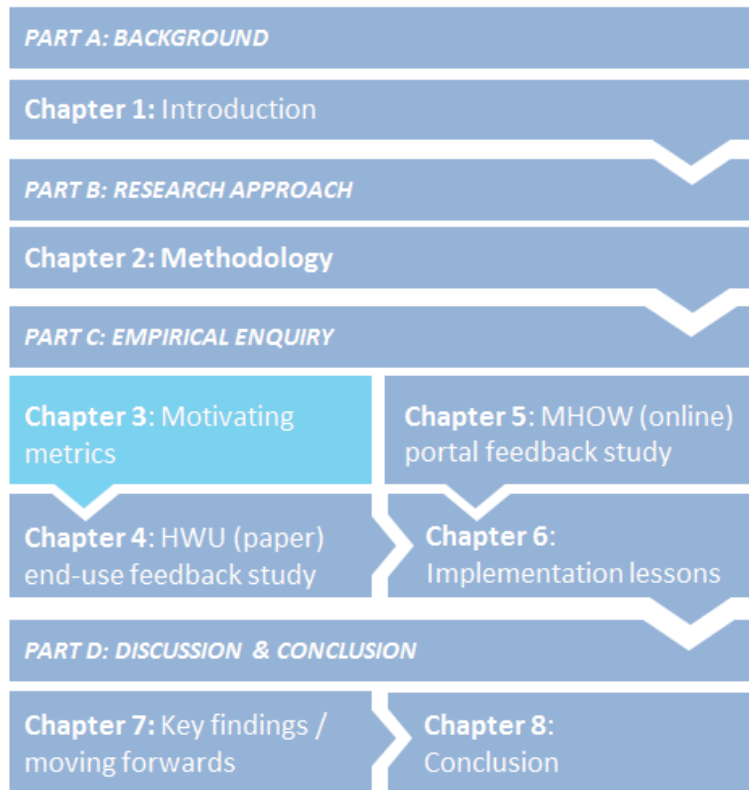 PART A: BACKGROUND
Chapter 1: Introduction
PART B: RESEARCH APPROACH
Chapter 2: Methodology
PART C: EMPIRICAL ENQUIRY
Chapter 3: Motivating
metrics
Chapter 4: HWU (paper)
end-use feedback study
Chapter 5: MHOW (online)
portal feedback study
Chapter 6:
Implementation lessons
PART D: DISCUSSION & CONCLUSION
Chapter 7: Key findings /
moving forwards
Chapter 8:
Conclusion